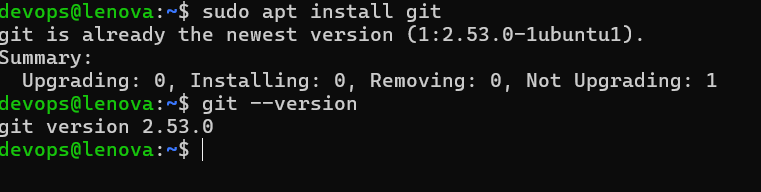 devops@lenova:~$ sudo apt install git
git is already the newest version (1:2.53.0-1ubuntu1).
Summary:
  Upgrading: 0, Installing: 0, Removing: 0, Not Upgrading: 1
devops@lenova:~$ git --version
git version 2.53.0
devops@lenova:~$